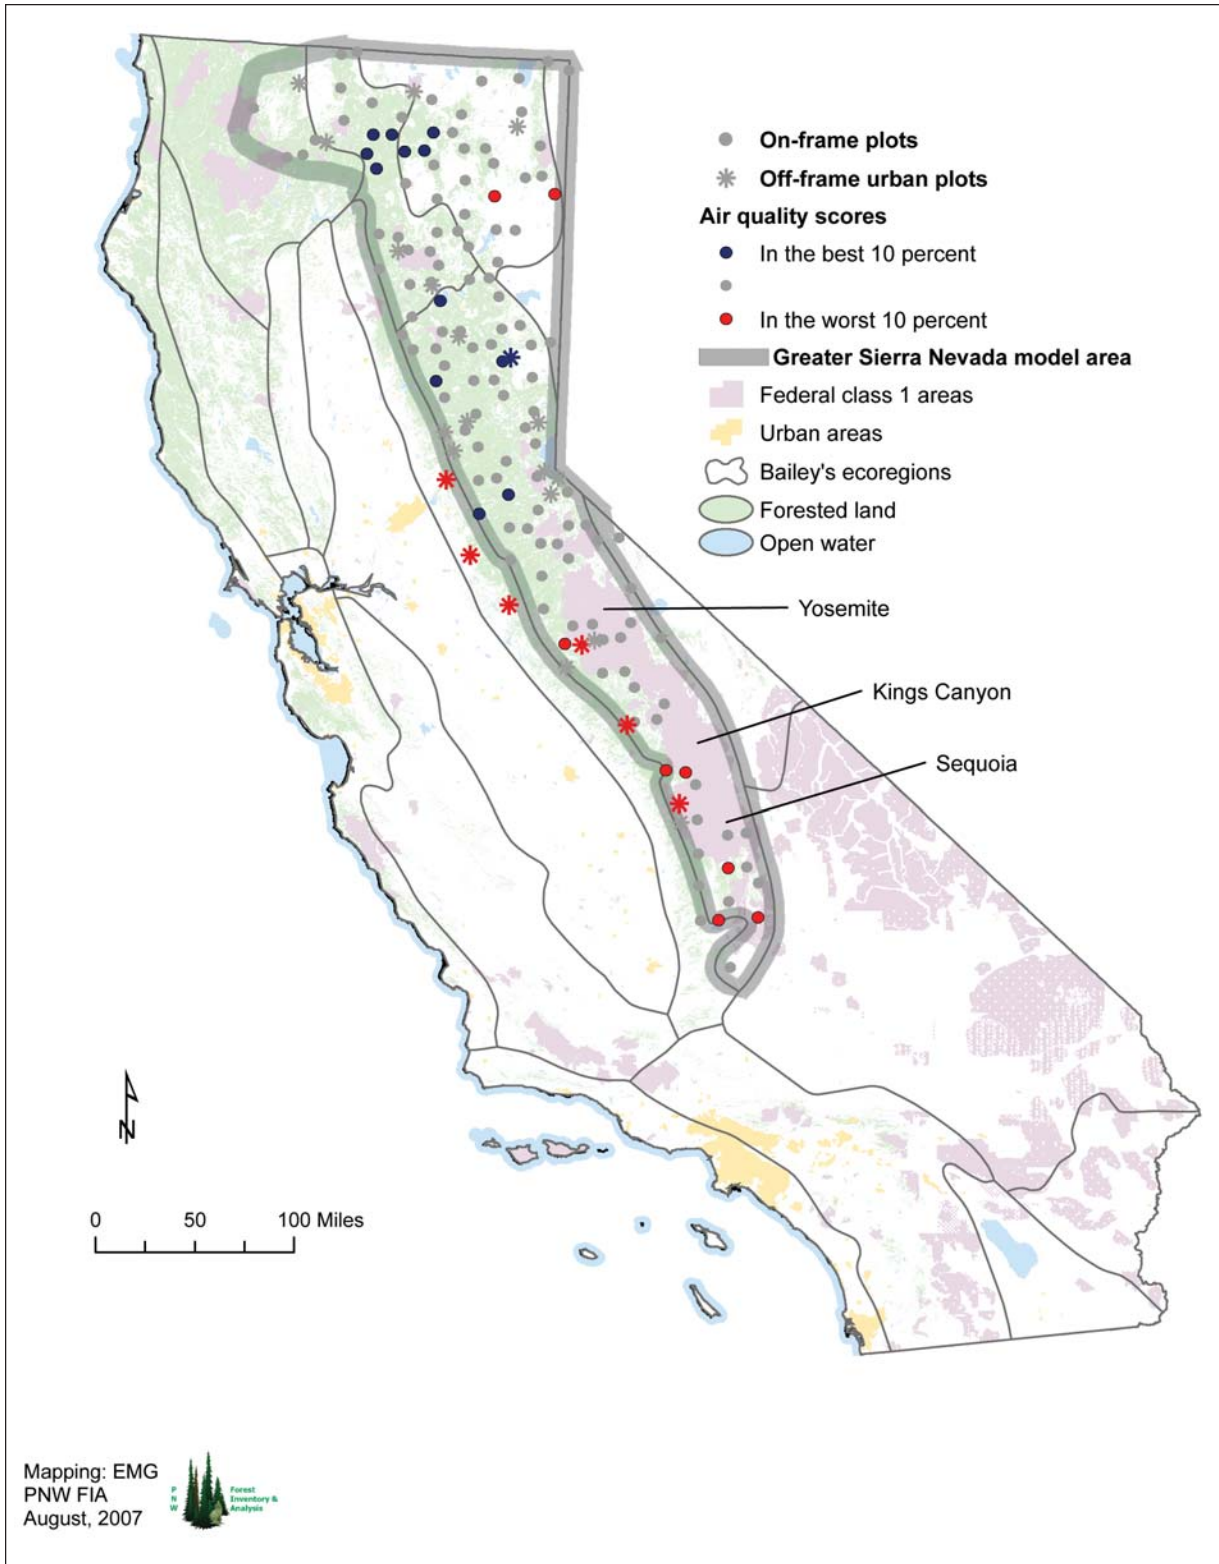 On-frame plots
Off-frame urban plots
Air quality scores
In the best 10 percent
In the worst 10 percent
Greater Sierra Nevada model area
Federal class 1 areas
Urban areas
Bailey's ecoregions
Forested land
Open water
Yosemite
Kings Canyon
Sequoia
N
0 50 100 Miles
Mapping: EMG
PNW FIA
August, 2007
P
N
W
Forest
Inventory &
Analysis